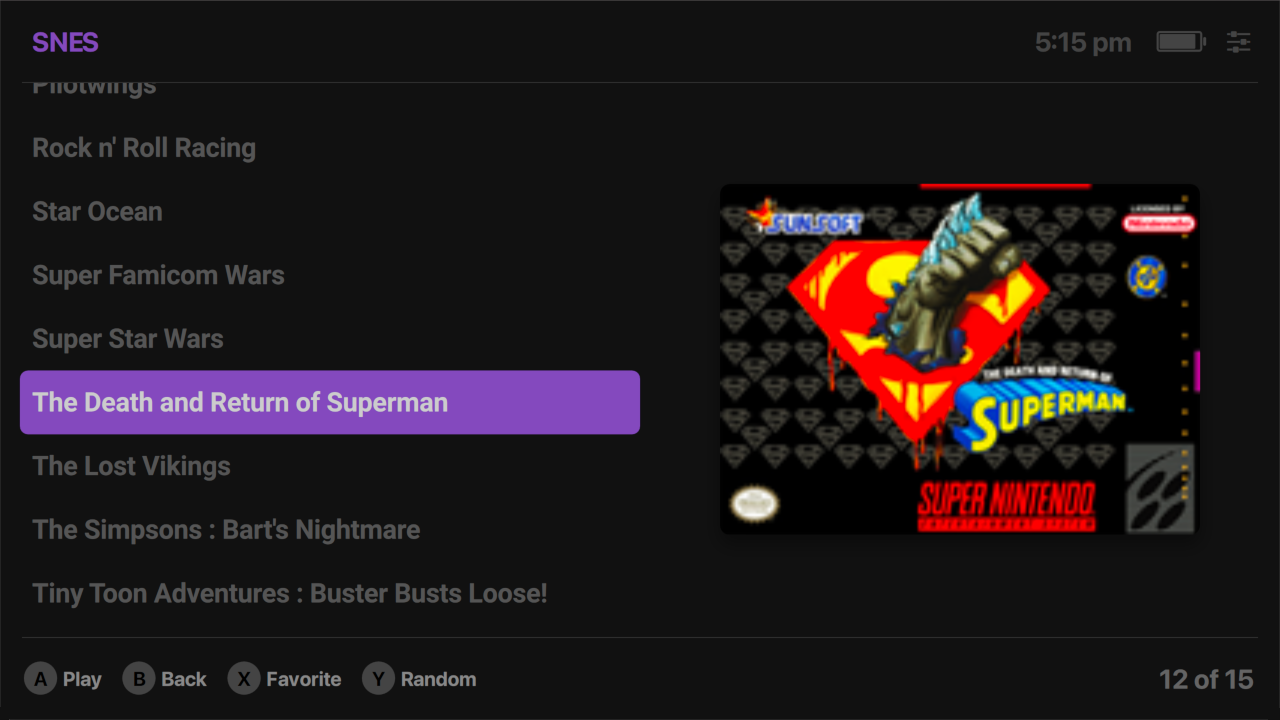 SNES
5:15 pm
Pilotwings
Rock n' Roll Racing
Star Ocean
Super Famicom Wars
Super Star Wars
The Death and Return of Superman
The Lost Vikings
The Simpsons : Bart's Nightmare
Tiny Toon Adventures : Buster Busts Loose!
SUNSOFT
LICENSED BY
Nintendo
THE DEATH AND RETURN OF
SUPERMAN
SUPER NINTENDO
ENTERTAINMENT SYSTEM
A Play B Back X Favorite Y Random
12 of 15